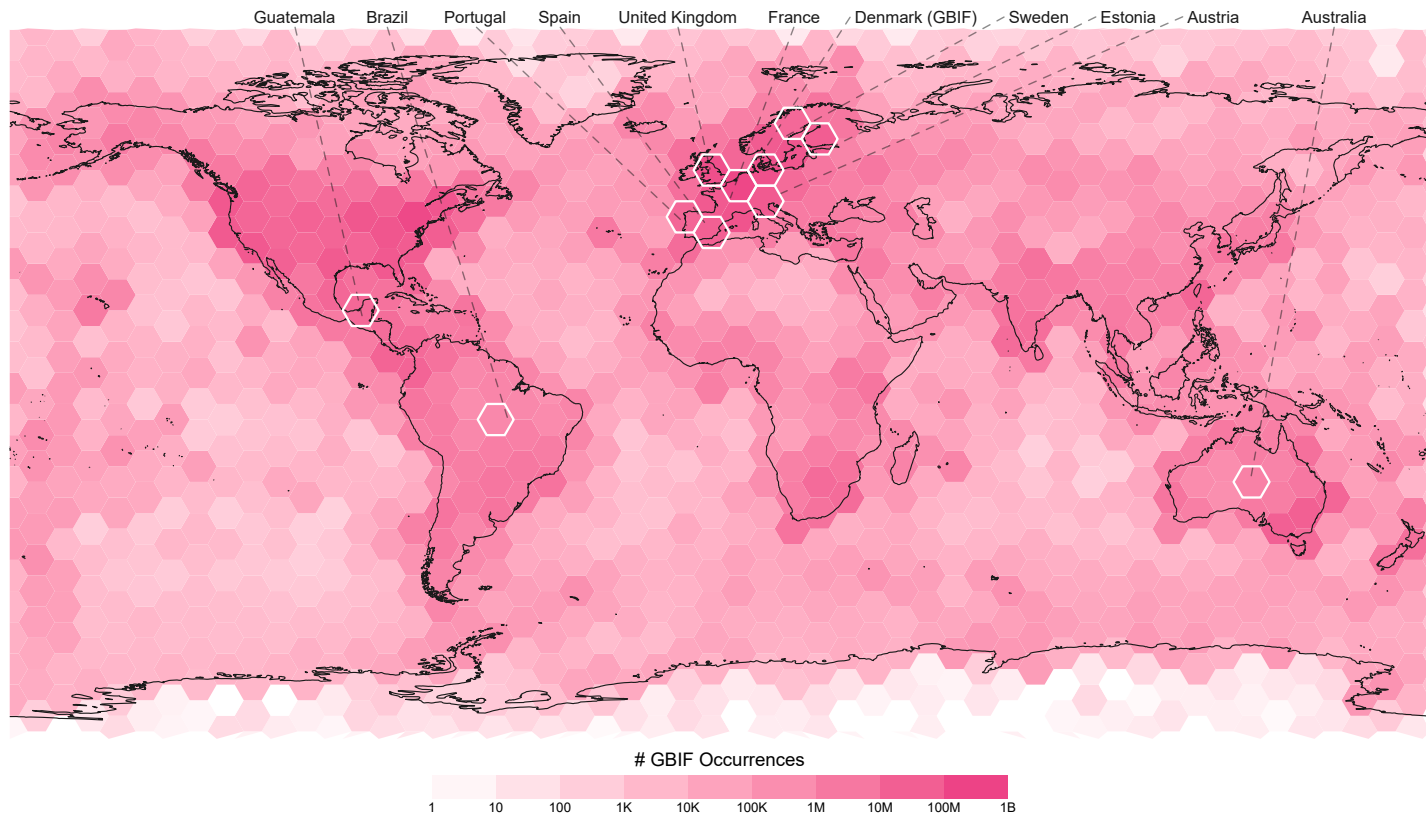 Guatemala Brazil Portugal Spain United Kingdom France Denmark (GBIF) Sweden Estonia Austria Australia
# GBIF Occurrences
1 10 100 1K 10K 100K 1M 10M 100M 1B